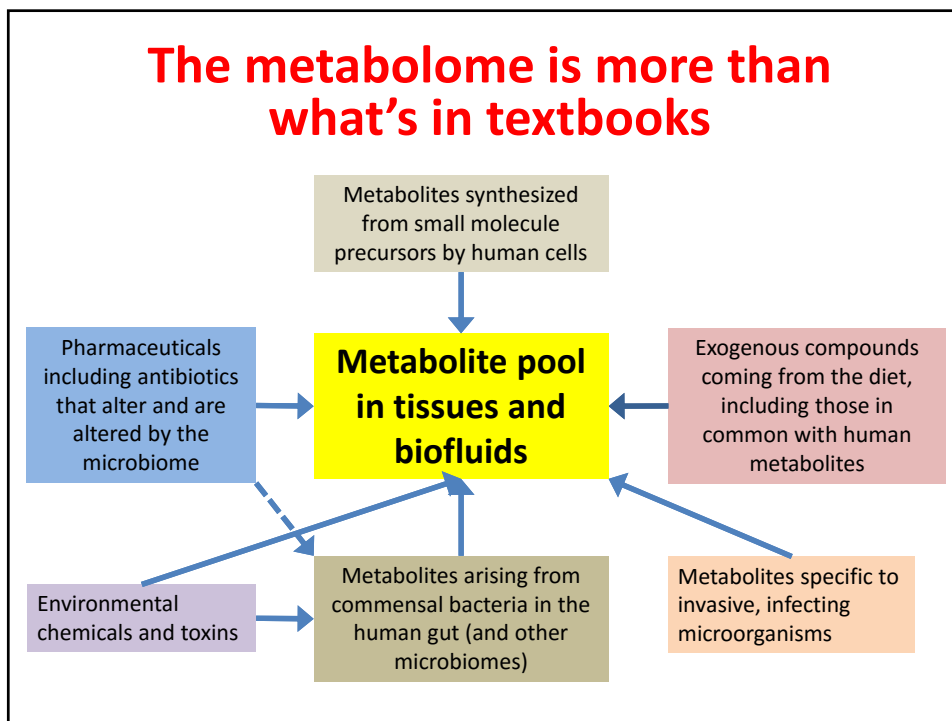 The metabolome is more than
what’s in textbooks
Metabolites synthesized
from small molecule
precursors by human cells
Pharmaceuticals
including antibiotics
that alter and are
altered by the
microbiome
Metabolite pool
in tissues and
biofluids
Exogenous compounds
coming from the diet,
including those in
common with human
metabolites
Environmental
chemicals and toxins
Metabolites arising from
commensal bacteria in the
human gut (and other
microbiomes)
Metabolites specific to
invasive, infecting
microorganisms